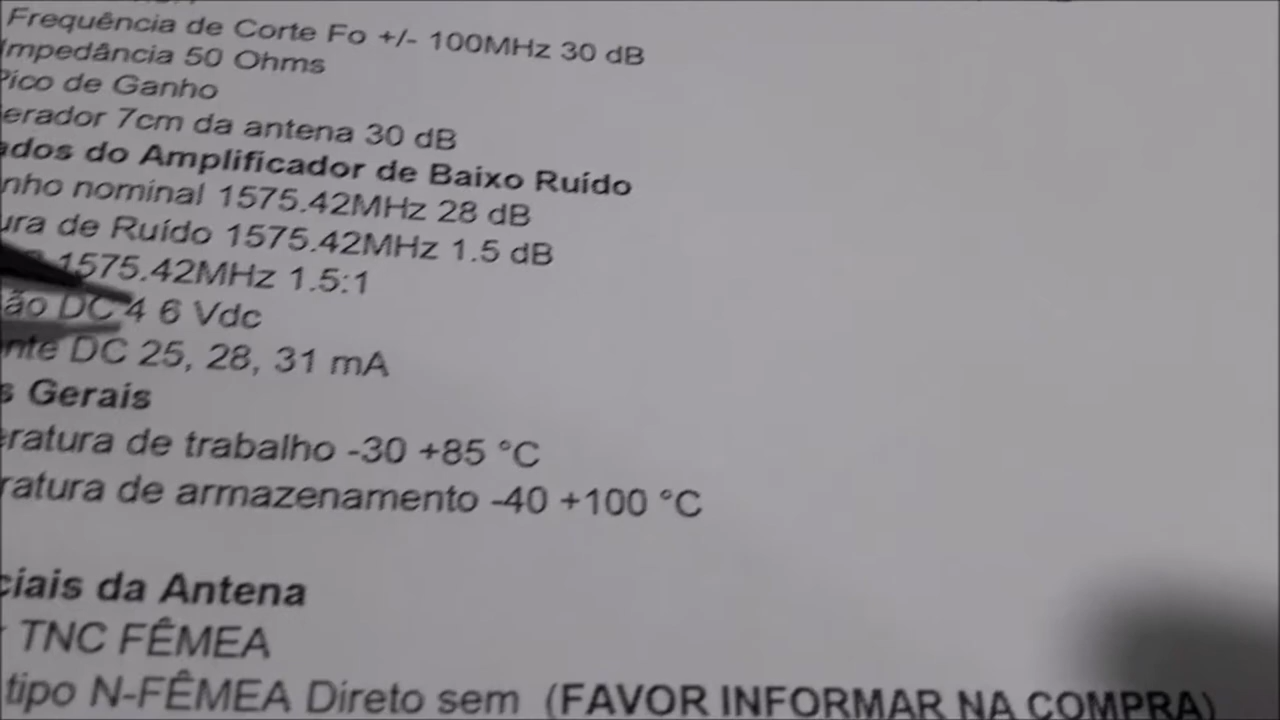 Frequência de Corte Fo +/- 100MHz 30 dB
Impedância 50 Ohms
Pico de Ganho
erador 7cm da antena 30 dB
ados do Amplificador de Baixo Ruído
nho nominal 1575.42MHz 28 dB
ura de Ruído 1575.42MHz 1.5 dB
1575.42MHz 1.5:1
ão DC 4 6 Vdc
nte DC 25, 28, 31 mA
s Gerais
eratura de trabalho -30 +85 °C
ratura de armazenamento -40 +100 °C
ciais da Antena
TNC FÊMEA
tipo N-FÊMEA Direto sem (FAVOR INFORMAR NA COMPRA)